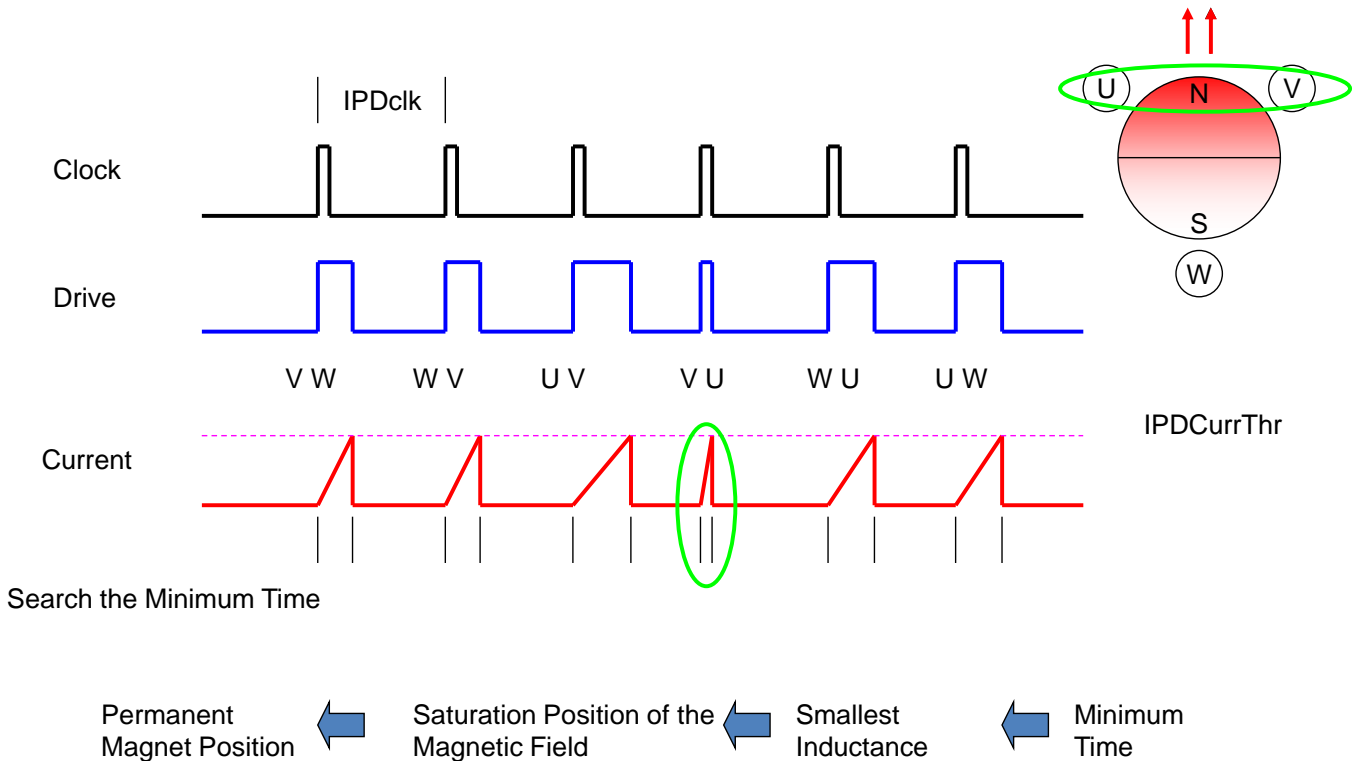 IPDclk
U
N
V
Clock
S
W
Drive
V W
W V
U V
V U
W U
U W
IPDCurrThr
Current
Search the Minimum Time
Permanent
Magnet Position
Saturation Position of the
Magnetic Field
Smallest
Inductance
Minimum
Time